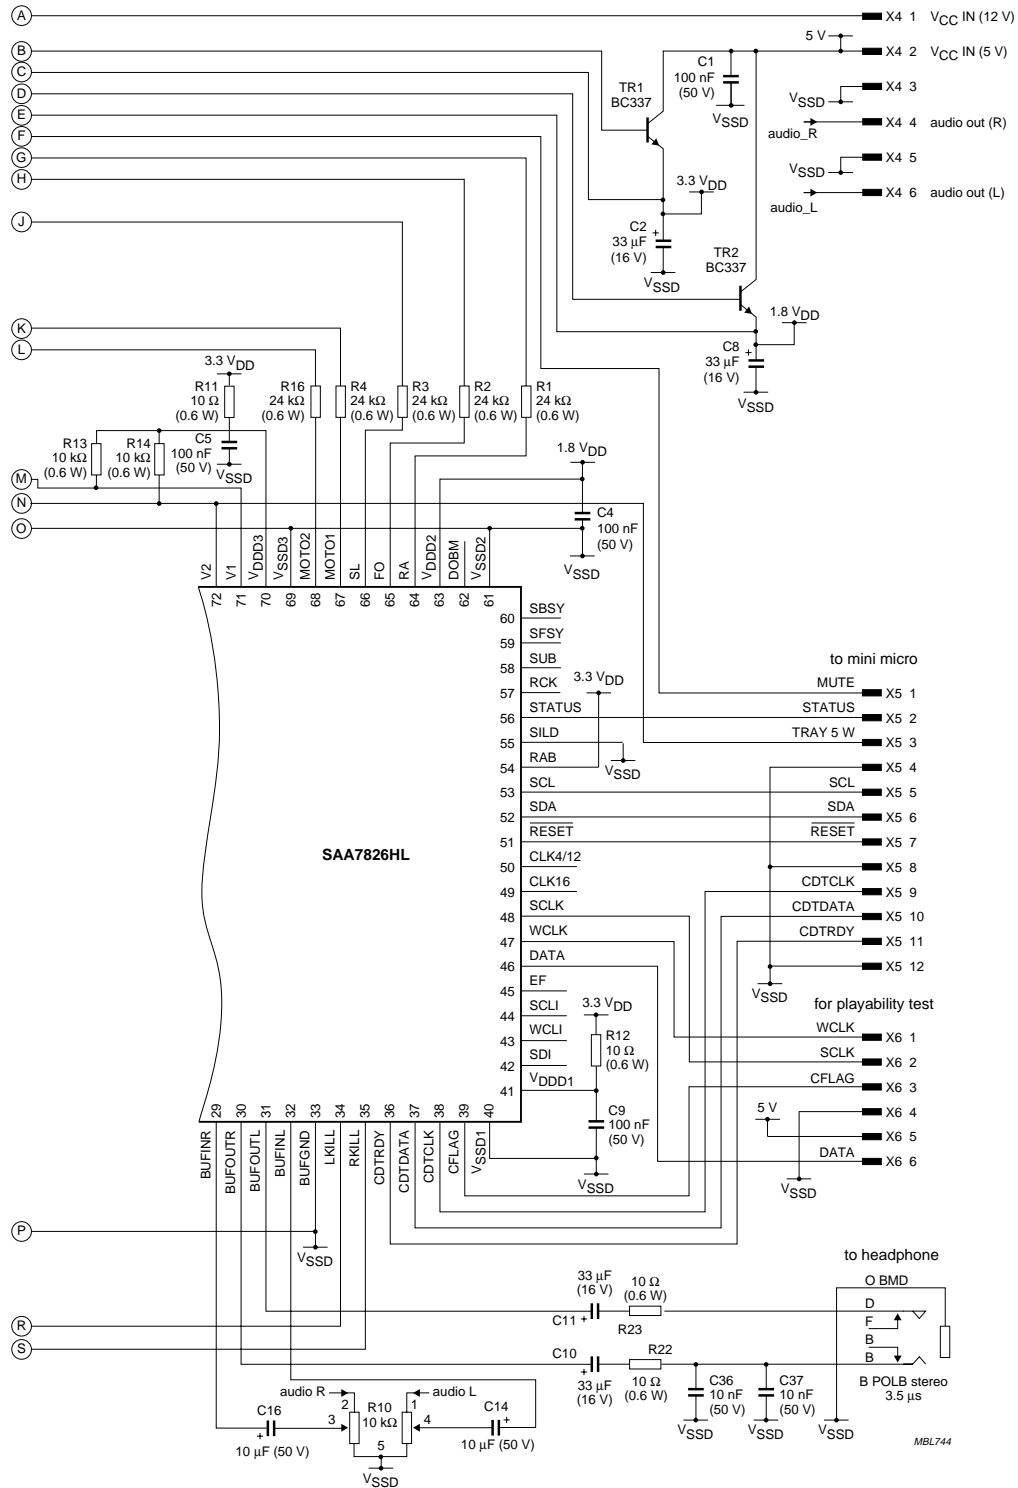 A
X4 1 VCC IN (12 V)
5 V
B
X4 2 VCC IN (5 V)
C
C1
100 nF
(50 V)
VSSD
TR1
BC337
D
E
F
G
H
J
X4 3
VSSD
X4 4 audio out (R)
audio_R
X4 5
VSSD
X4 6 audio out (L)
audio_L
3.3 VDD
C2
+
33 μF
(16 V)
VSSD
TR2
BC337
1.8 VDD
C8
+
33 μF
(16 V)
VSSD
K
L
3.3 VDD
R11
10 Ω
(0.6 W)
R16
24 kΩ
(0.6 W)
R4
24 kΩ
(0.6 W)
R3
24 kΩ
(0.6 W)
R2
24 kΩ
(0.6 W)
R1
24 kΩ
(0.6 W)
R13
10 kΩ
(0.6 W)
R14
10 kΩ
(0.6 W)
C5
100 nF
(50 V)
VSSD
1.8 VDD
M
N
O
C4
100 nF
(50 V)
VSSD
V2
V1
VDDD3
VSSD3
MOTO2
MOTO1
SL
FO
RA
VDDD2
DOBM
VSSD2
72
71
70
69
68
67
66
65
64
63
62
61
60 SBSY
59 SFSY
58 SUB
57 RCK
56 STATUS
55 SILD
54 RAB
53 SCL
52 SDA
51 RESET
50 CLK4/12
49 CLK16
48 SCLK
47 WCLK
46 DATA
45 EF
44 SCLI
43 WCLI
42 SDI
41 VDDD1
SAA7826HL
3.3 VDD
VSSD
to mini micro
MUTE X5 1
STATUS X5 2
TRAY 5 W X5 3
X5 4
SCL X5 5
SDA X5 6
RESET X5 7
X5 8
CDTCLK X5 9
CDTDATA X5 10
CDTRDY X5 11
X5 12
VSSD
for playability test
WCLK X6 1
SCLK X6 2
CFLAG X6 3
X6 4
5 V
X6 5
DATA X6 6
VSSD
3.3 VDD
R12
10 Ω
(0.6 W)
C9
100 nF
(50 V)
VSSD
29
30
31
32
33
34
35
36
37
38
39
40
BUFINR
BUFOUTR
BUFOUTL
BUFINL
BUFGND
LKILL
RKILL
CDTRDY
CDTDATA
CDTCLK
CFLAG
VSSD1
P
VSSD
R
S
to headphone
O BMD
D
F
B
B
B POLB stereo
3.5 μs
33 μF
(16 V)
C11 +
10 Ω
(0.6 W)
R23
C10
+
33 μF
(16 V)
R22
10 Ω
(0.6 W)
C36
10 nF
(50 V)
VSSD
C37
10 nF
(50 V)
VSSD
VSSD
audio R
audio L
2
1
R10
10 kΩ
3
4
5
C16
+
10 μF (50 V)
C14
+
10 μF (50 V)
VSSD
MBL744